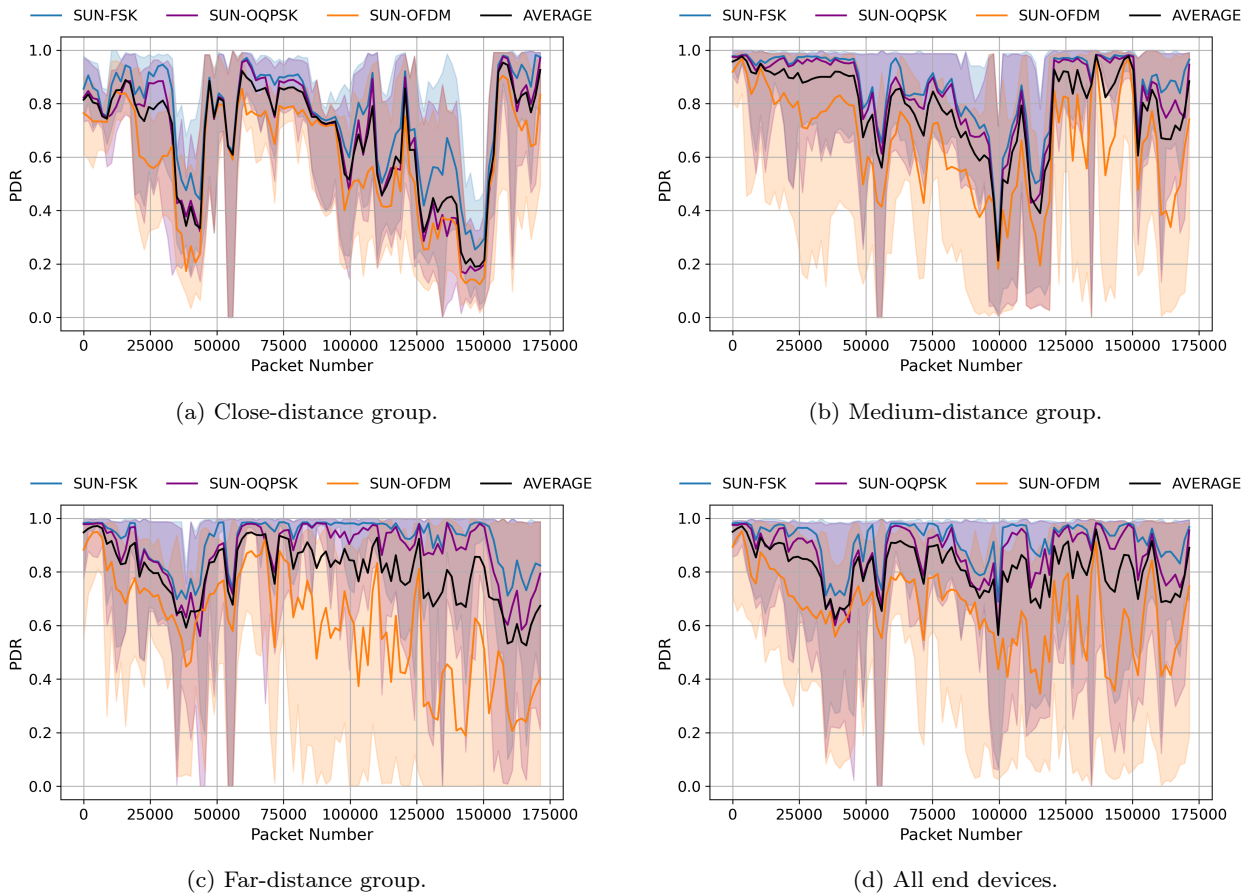 SUN-FSK SUN-OQPSK SUN-OFDM AVERAGE
1.0
0.8
0.6
0.4
0.2
0.0
PDR
0 25000 50000 75000 100000 125000 150000 175000
Packet Number
(a) Close-distance group.
SUN-FSK SUN-OQPSK SUN-OFDM AVERAGE
1.0
0.8
0.6
0.4
0.2
0.0
PDR
0 25000 50000 75000 100000 125000 150000 175000
Packet Number
(b) Medium-distance group.
SUN-FSK SUN-OQPSK SUN-OFDM AVERAGE
1.0
0.8
0.6
0.4
0.2
0.0
PDR
0 25000 50000 75000 100000 125000 150000 175000
Packet Number
(c) Far-distance group.
SUN-FSK SUN-OQPSK SUN-OFDM AVERAGE
1.0
0.8
0.6
0.4
0.2
0.0
PDR
0 25000 50000 75000 100000 125000 150000 175000
Packet Number
(d) All end devices.